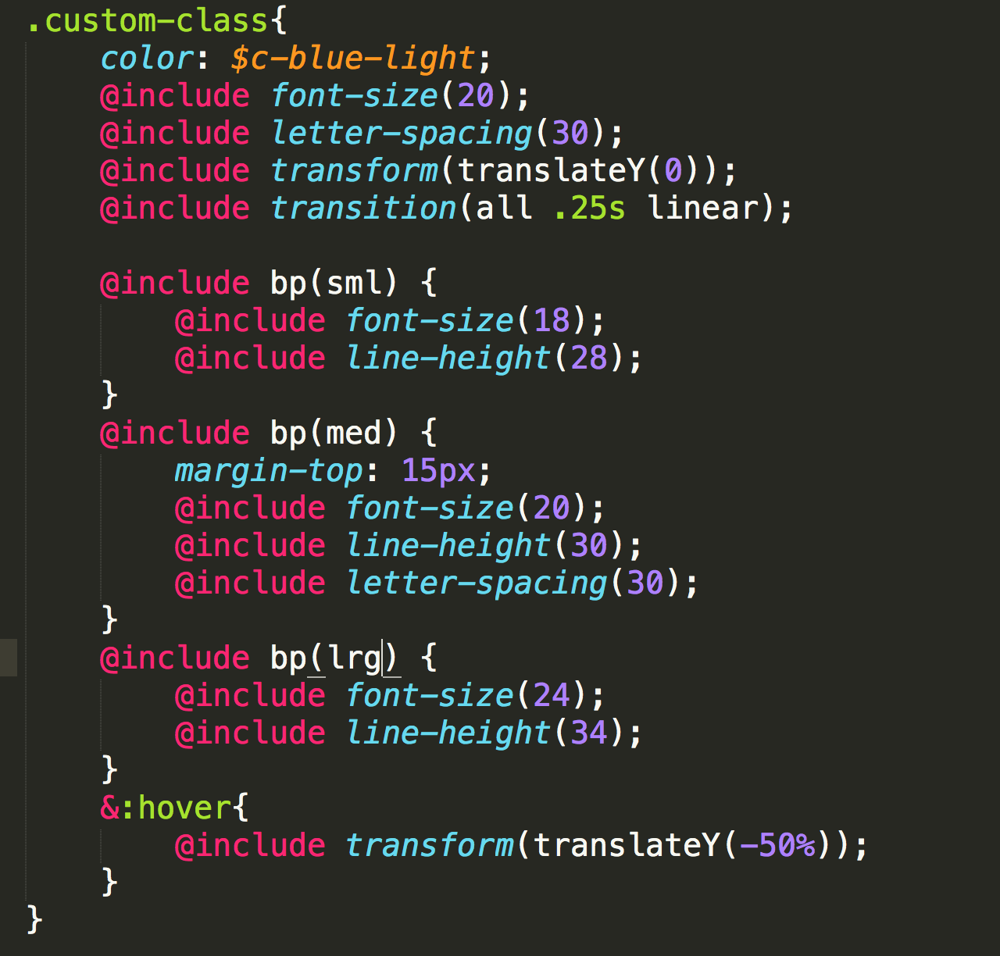 .custom-class{
    color: $c-blue-light;
    @include font-size(20);
    @include letter-spacing(30);
    @include transform(translateY(0));
    @include transition(all .25s linear);

    @include bp(sml) {
        @include font-size(18);
        @include line-height(28);
    }
    @include bp(med) {
        margin-top: 15px;
        @include font-size(20);
        @include line-height(30);
        @include letter-spacing(30);
    }
    @include bp(lrg) {
        @include font-size(24);
        @include line-height(34);
    }
    &:hover{
        @include transform(translateY(-50%));
    }
}